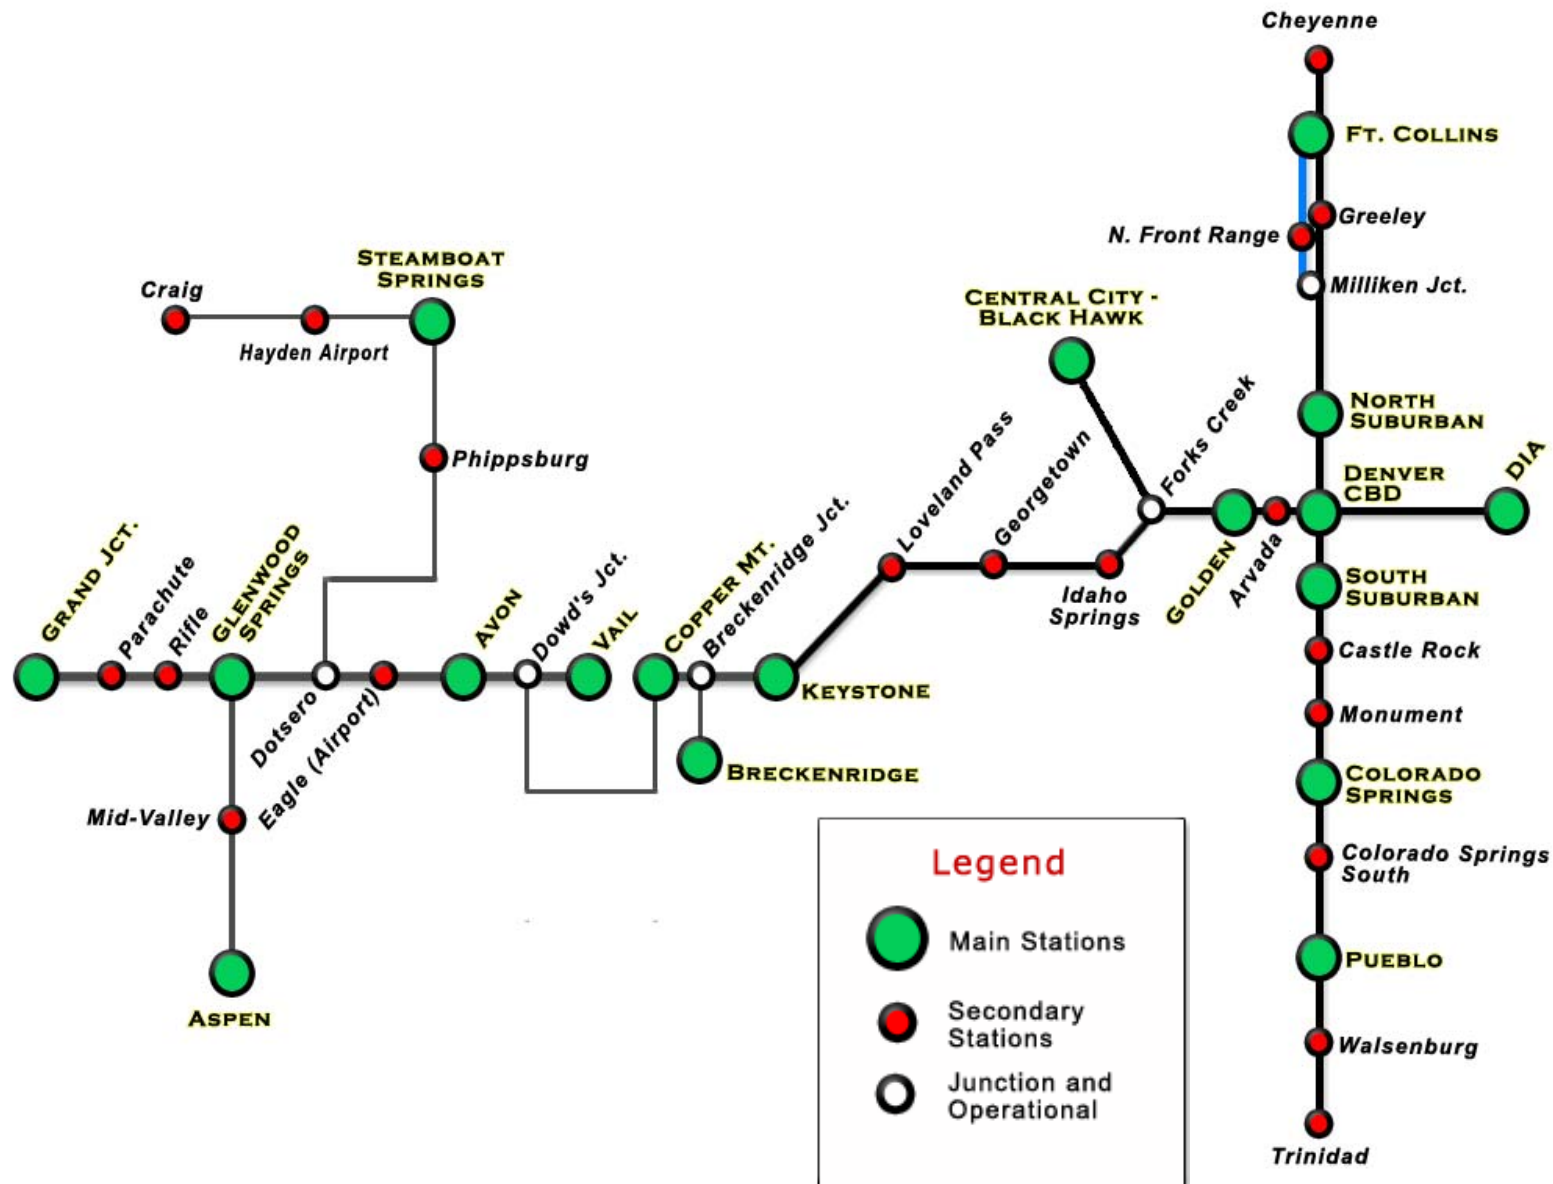 Cheyenne
FT. COLLINS
Greeley
N. Front Range
Milliken Jct.
STEAMBOAT
SPRINGS
Craig
Hayden Airport
CENTRAL CITY -
BLACK HAWK
Phippsburg
NORTH
SUBURBAN
DENVER
CBD
DIA
Forks Creek
Loveland Pass
Georgetown
Idaho
Springs
GOLDEN
Arvada
SOUTH
SUBURBAN
GRAND JCT.
Parachute
Rifle
GLENWOOD
SPRINGS
Dotsero
Eagle (Airport)
AVON
Dowd's Jct.
VAIL
COPPER MT.
Breckenridge Jct.
KEYSTONE
BRECKENRIDGE
Castle Rock
Monument
COLORADO
SPRINGS
Mid-Valley
Colorado Springs
South
ASPEN
PUEBLO
Walsenburg
Trinidad
Legend
Main Stations
Secondary
Stations
Junction and
Operational